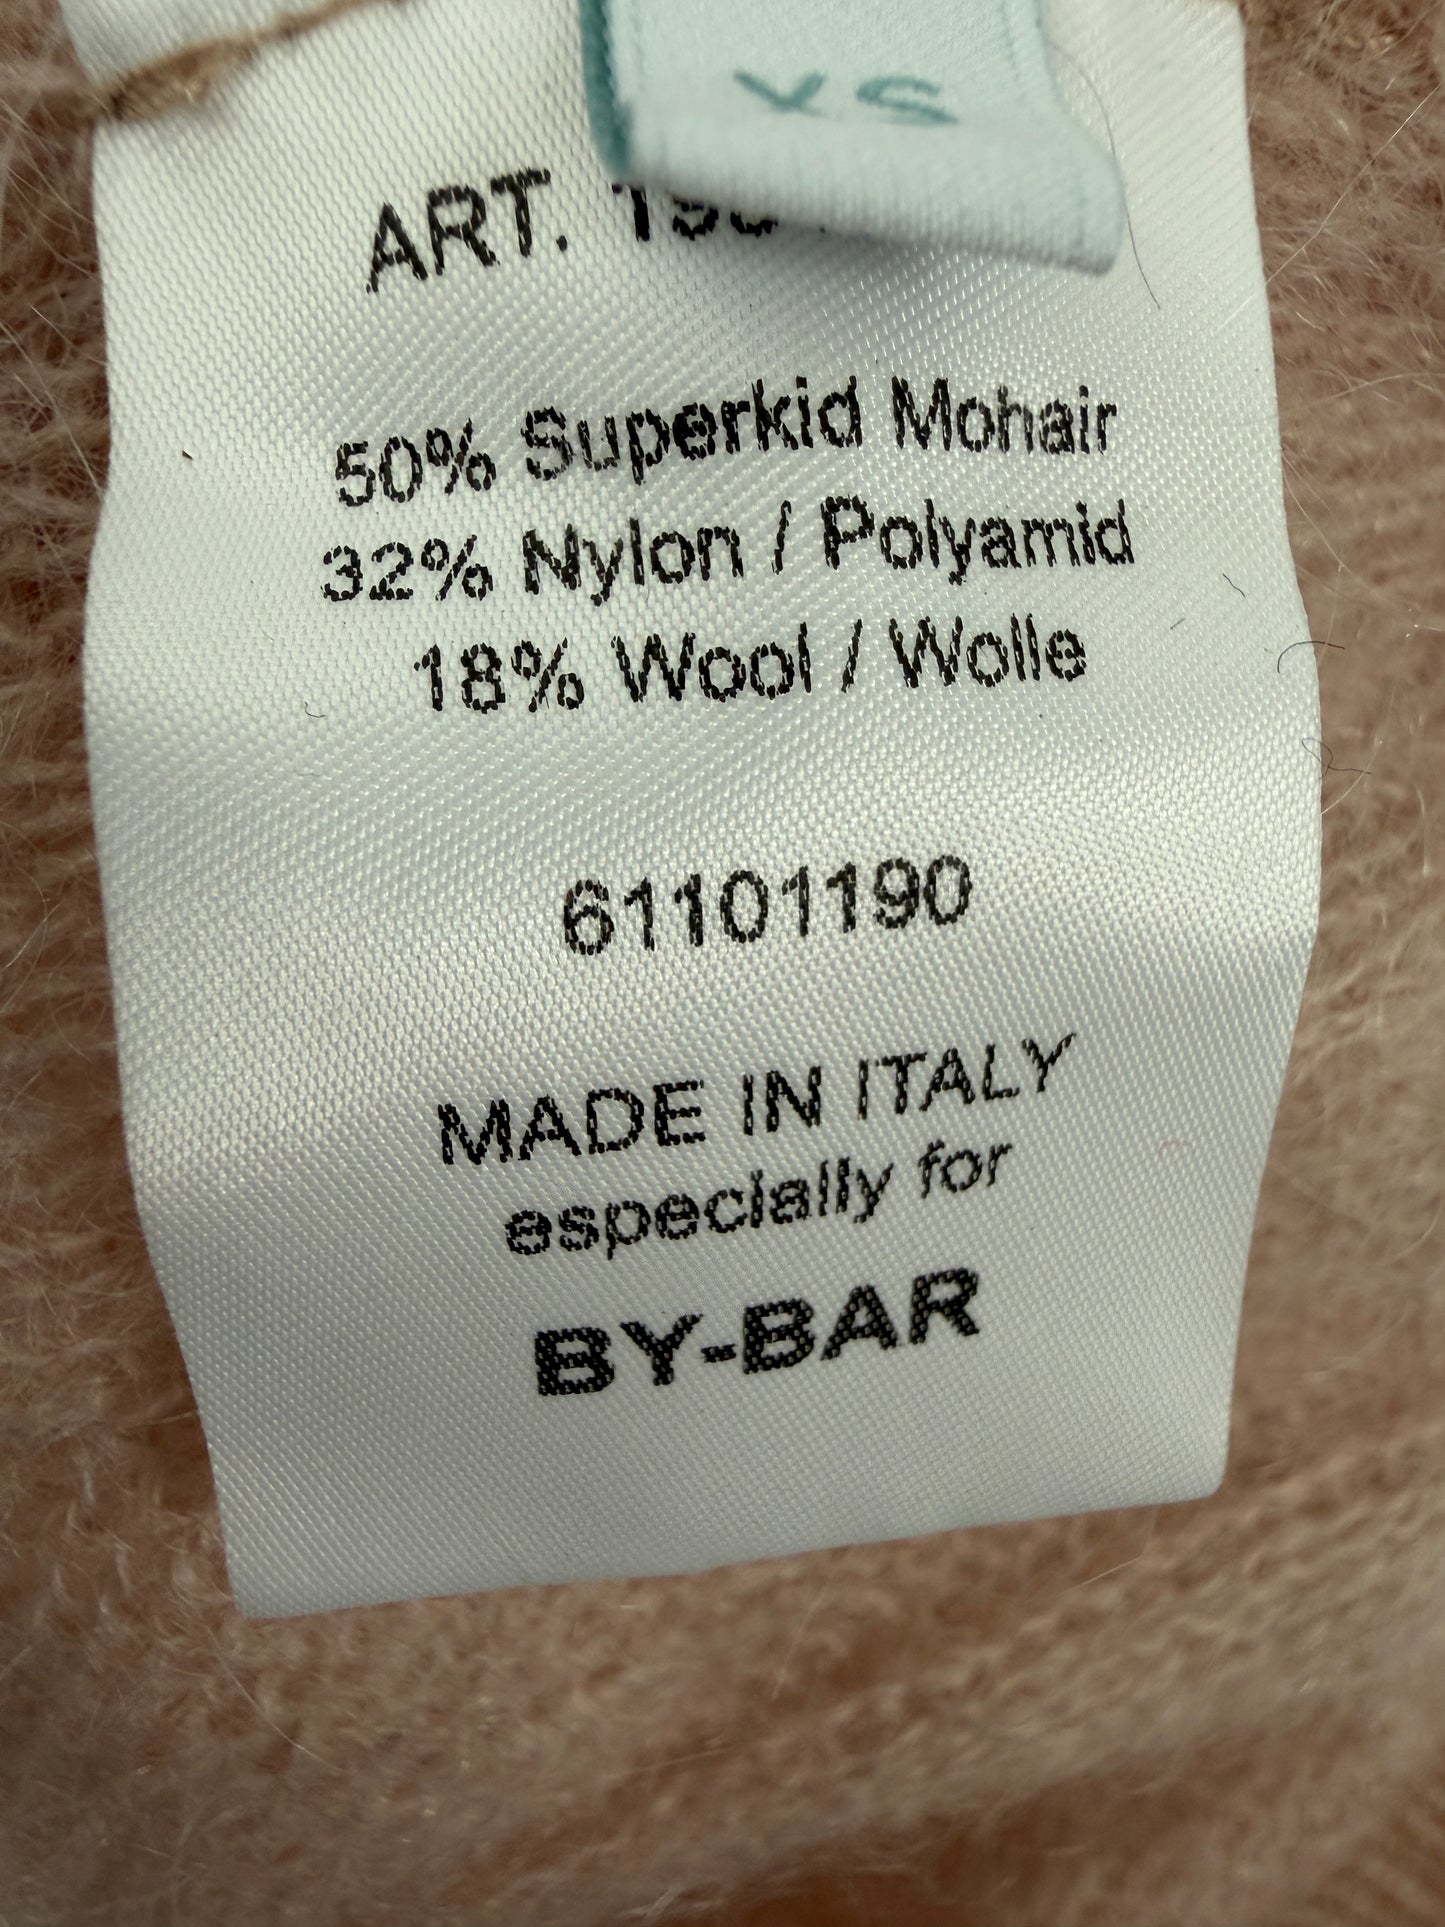 XS
ART.
50% Superkid Mohair
32% Nylon / Polyamid
18% Wool / Wolle
61101190
MADE IN ITALY
especially for
BY-BAR